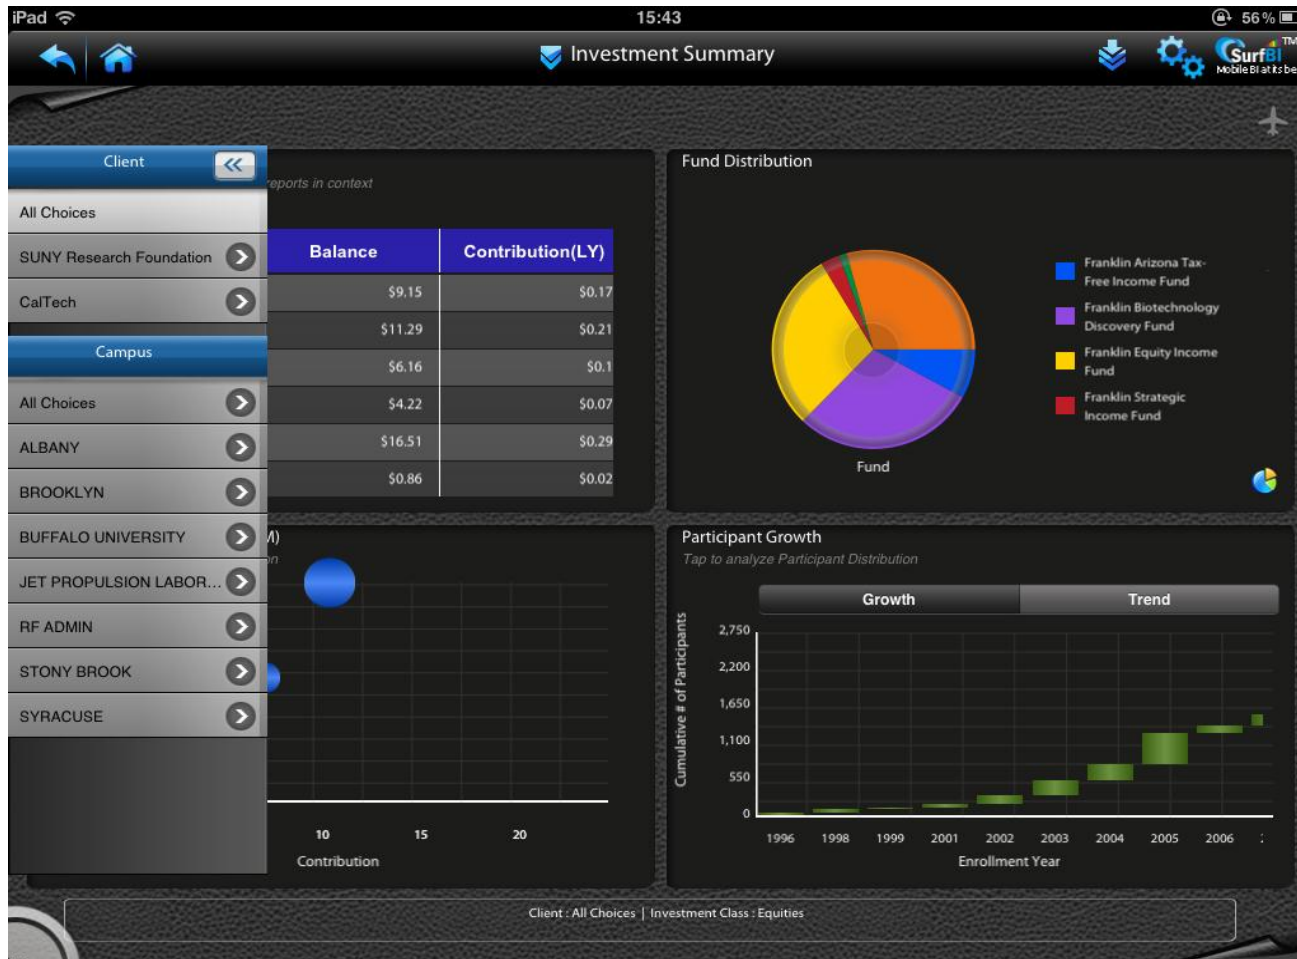 iPad
15:43
56%
Investment Summary
SurfBI
TM
Client
All Choices
SUNY Research Foundation
CalTech
Campus
All Choices
ALBANY
BROOKLYN
BUFFALO UNIVERSITY
JET PROPULSION LABOR...
RF ADMIN
STONY BROOK
SYRACUSE
reports in context
Balance Contribution(LY)
$9.15 $0.17
$11.29 $0.21
$6.16 $0.1
$4.22 $0.07
$16.51 $0.29
$0.86 $0.02
Fund Distribution
Franklin Arizona Tax-
Free Income Fund
Franklin Biotechnology
Discovery Fund
Franklin Equity Income
Fund
Franklin Strategic
Income Fund
Fund
10 15 20
Contribution
Participant Growth
Tap to analyze Participant Distribution
Growth Trend
Cumulative # of Participants
2,750
2,200
1,650
1,100
550
0
1996 1998 1999 2001 2002 2003 2004 2005 2006
Enrollment Year
Client : All Choices | Investment Class : Equities